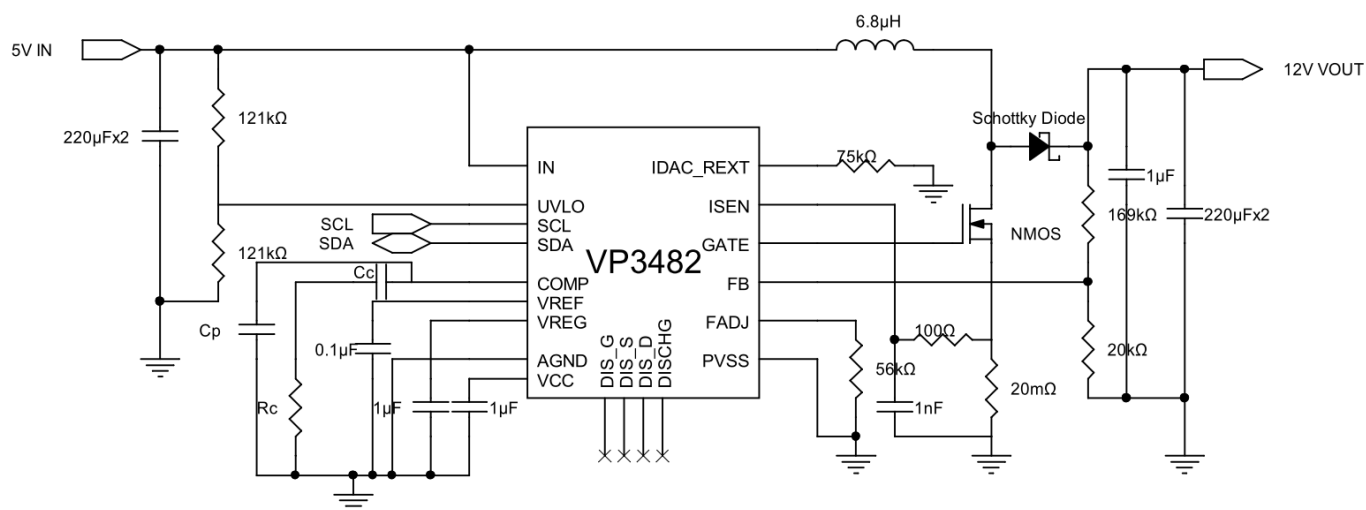 6.8µH
5V IN
12V VOUT
121kΩ
220µFx2
Schottky Diode
IN
IDAC_REXT
75kΩ
1µF
UVLO
ISEN
SCL
SCL
169kΩ
220µFx2
SDA
SDA
GATE
NMOS
121kΩ
VP3482
Cc
COMP
FB
VREF
Cp
VREG
FADJ
100Ω
0.1µF
20kΩ
AGND
PVSS
56kΩ
VCC
DIS_G
DIS_S
DIS_D
DISCHG
20mΩ
Rc
1µF
1µF
1nF